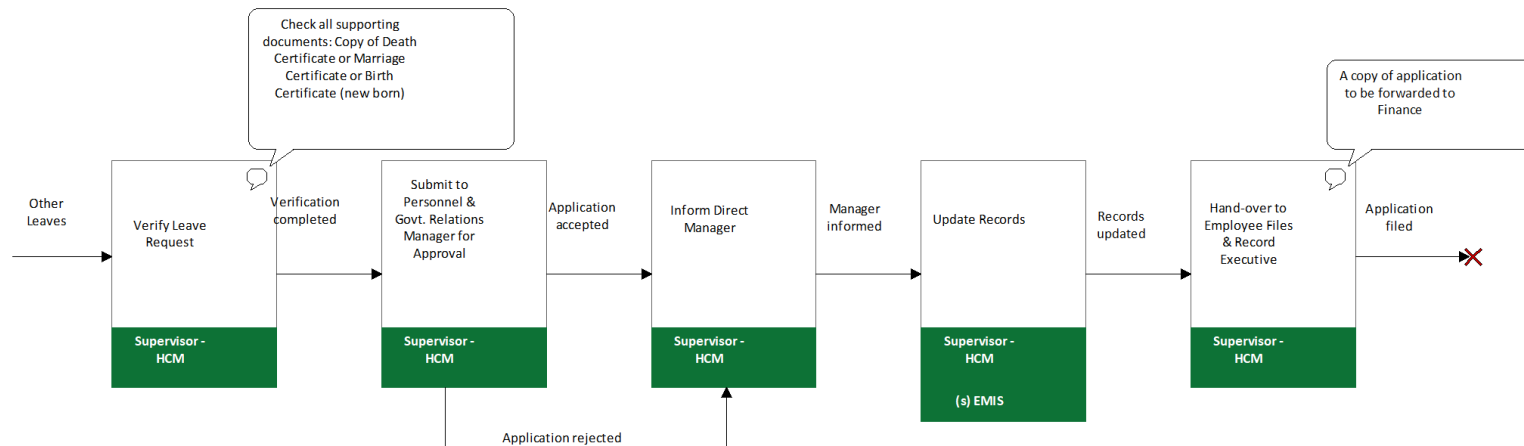 Check all supporting
documents: Copy of Death
Certificate or Marriage
Certificate or Birth
Certificate (new born)
A copy of application
to be forwarded to
Finance
Other
Leaves
Verify Leave
Request
Supervisor -
HCM
Verification
completed
Submit to
Personnel &
Govt. Relations
Manager for
Approval
Supervisor -
HCM
Application
accepted
Inform Direct
Manager
Supervisor -
HCM
Manager
informed
Update Records
Supervisor -
HCM
(s) EMIS
Records
updated
Hand-over to
Employee Files
& Record
Executive
Supervisor -
HCM
Application
filed
Application rejected